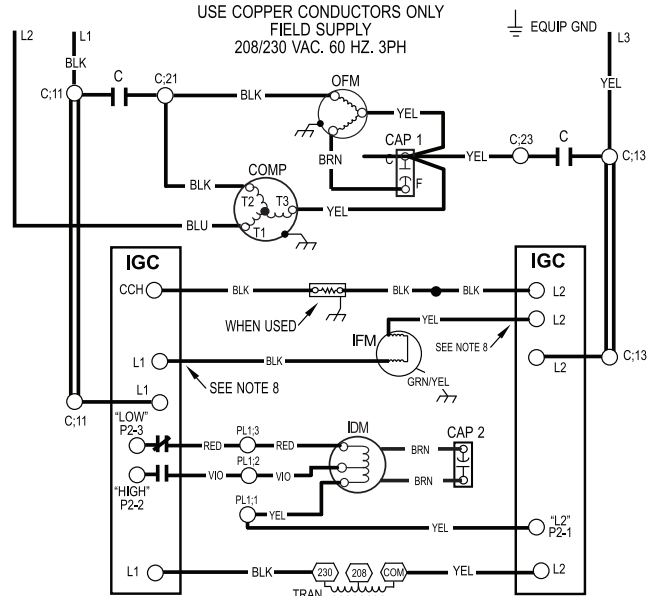 USE COPPER CONDUCTORS ONLY
FIELD SUPPLY
208/230 VAC. 60 HZ. 3PH
EQUIP GND
L2
L1
L3
BLK
YEL
C;11
C
C;21
BLK
OFM
YEL
CAP 1
C
F
YEL
C;23
C
C;13
BRN
COMP
BLK
T2
T3
T1
YEL
BLU
IGC
IGC
CCH
BLK
BLK
BLK
L2
WHEN USED
YEL
L2
IFM
SEE NOTE 8
L1
BLK
L2
C;13
SEE NOTE 8
GRN/YEL
L1
C;11
"LOW"
P2-3
RED
PL1;3
RED
IDM
BRN
CAP 2
"HIGH"
P2-2
VIO
PL1;2
VIO
BRN
PL1;1
YEL
YEL
"L2"
P2-1
L1
BLK
230
208
COM
YEL
L2
TRAN